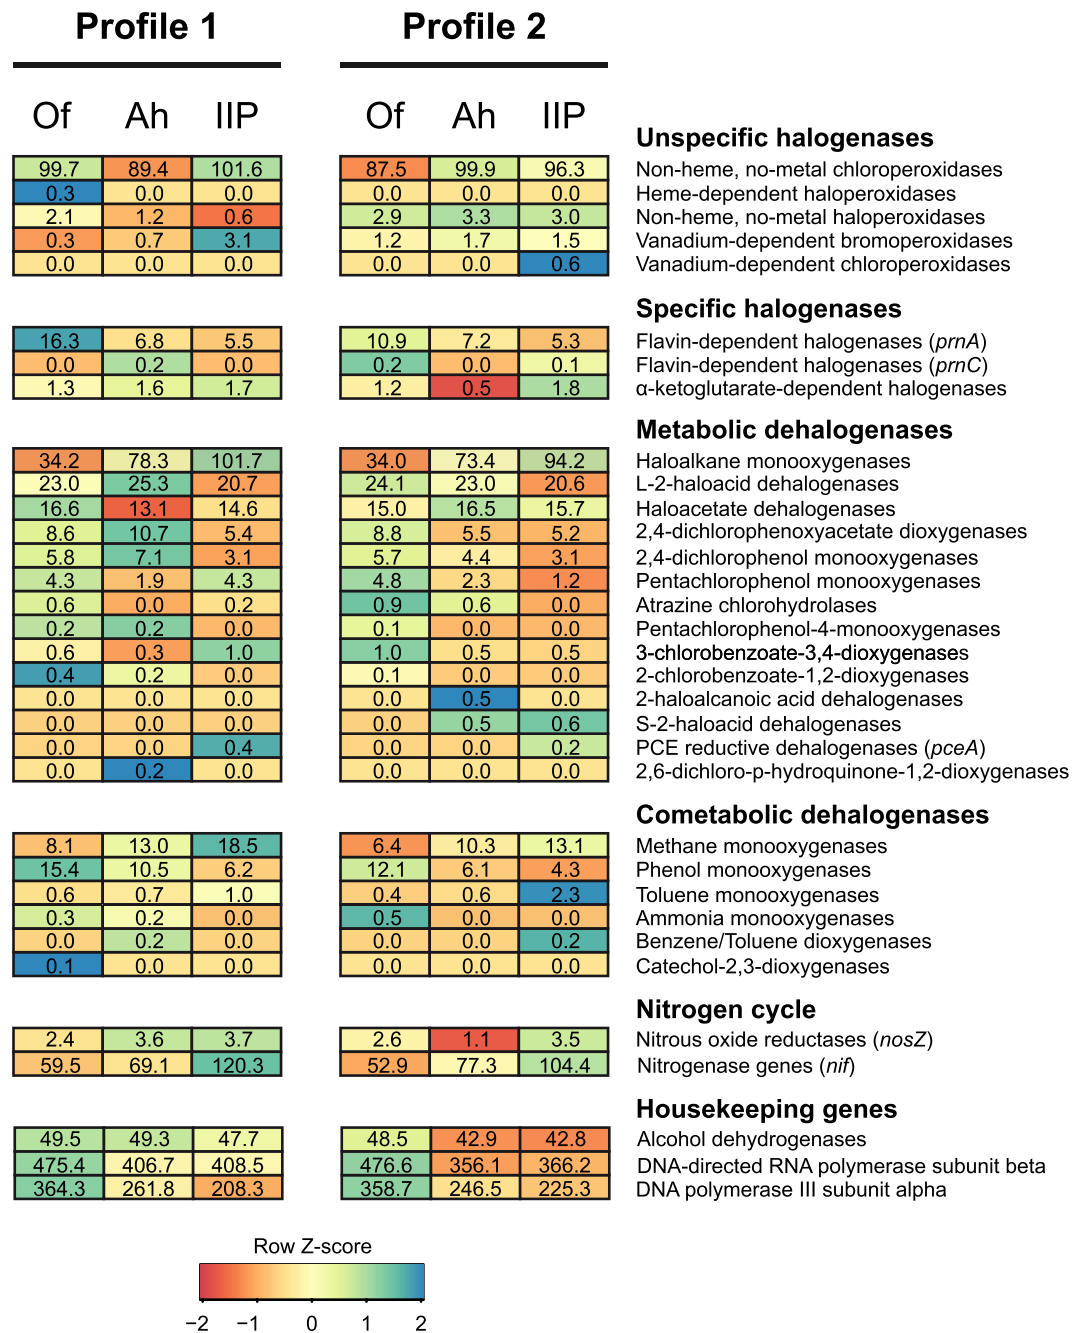 Profile 1 Profile 2
Of Ah IIP Of Ah IIP
Unspecific halogenases
99.7 89.4 101.6 87.5 99.9 96.3 Non-heme, no-metal chloroperoxidases
0.3 0.0 0.0 0.0 0.0 0.0 Heme-dependent haloperoxidases
2.1 1.2 0.6 2.9 3.3 3.0 Non-heme, no-metal haloperoxidases
0.3 0.7 3.1 1.2 1.7 1.5 Vanadium-dependent bromoperoxidases
0.0 0.0 0.0 0.0 0.0 0.6 Vanadium-dependent chloroperoxidases
Specific halogenases
16.3 6.8 5.5 10.9 7.2 5.3 Flavin-dependent halogenases (prnA)
0.0 0.2 0.0 0.2 0.0 0.1 Flavin-dependent halogenases (prnC)
1.3 1.6 1.7 1.2 0.5 1.8 α-ketoglutarate-dependent halogenases
Metabolic dehalogenases
34.2 78.3 101.7 34.0 73.4 94.2 Haloalkane monooxygenases
23.0 25.3 20.7 24.1 23.0 20.6 L-2-haloacid dehalogenases
16.6 13.1 14.6 15.0 16.5 15.7 Haloacetate dehalogenases
8.6 10.7 5.4 8.8 5.5 5.2 2,4-dichlorophenoxyacetate dioxygenases
5.8 7.1 3.1 5.7 4.4 3.1 2,4-dichlorophenol monooxygenases
4.3 1.9 4.3 4.8 2.3 1.2 Pentachlorophenol monooxygenases
0.6 0.0 0.2 0.9 0.6 0.0 Atrazine chlorohydrolases
0.2 0.2 0.0 0.1 0.0 0.0 Pentachlorophenol-4-monooxygenases
0.6 0.3 1.0 1.0 0.5 0.5 3-chlorobenzoate-3,4-dioxygenases
0.4 0.2 0.0 0.1 0.0 0.0 2-chlorobenzoate-1,2-dioxygenases
0.0 0.0 0.0 0.0 0.5 0.0 2-haloalcanoic acid dehalogenases
0.0 0.0 0.0 0.0 0.5 0.6 S-2-haloacid dehalogenases
0.0 0.0 0.4 0.0 0.0 0.2 PCE reductive dehalogenases (pceA)
0.0 0.2 0.0 0.0 0.0 0.0 2,6-dichloro-p-hydroquinone-1,2-dioxygenases
Cometabolic dehalogenases
8.1 13.0 18.5 6.4 10.3 13.1 Methane monooxygenases
15.4 10.5 6.2 12.1 6.1 4.3 Phenol monooxygenases
0.6 0.7 1.0 0.4 0.6 2.3 Toluene monooxygenases
0.3 0.2 0.0 0.5 0.0 0.0 Ammonia monooxygenases
0.0 0.2 0.0 0.0 0.0 0.2 Benzene/Toluene dioxygenases
0.1 0.0 0.0 0.0 0.0 0.0 Catechol-2,3-dioxygenases
Nitrogen cycle
2.4 3.6 3.7 2.6 1.1 3.5 Nitrous oxide reductases (nosZ)
59.5 69.1 120.3 52.9 77.3 104.4 Nitrogenase genes (nif)
Housekeeping genes
49.5 49.3 47.7 48.5 42.9 42.8 Alcohol dehydrogenases
475.4 406.7 408.5 476.6 356.1 366.2 DNA-directed RNA polymerase subunit beta
364.3 261.8 208.3 358.7 246.5 225.3 DNA polymerase III subunit alpha
Row Z-score
−2 −1 0 1 2